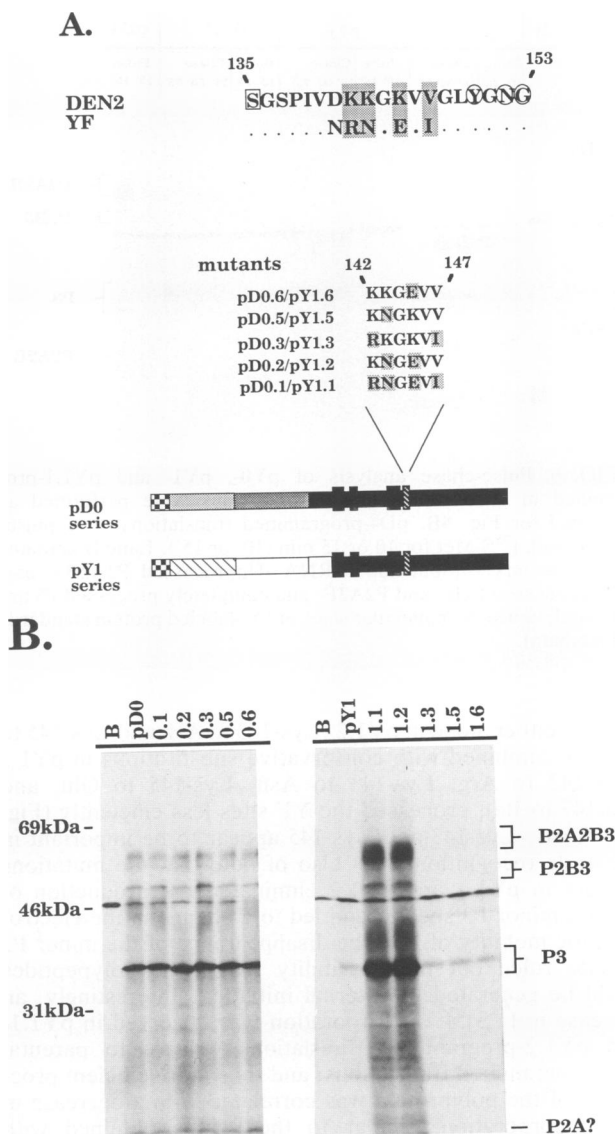 A.
135 153
DEN2 SGSPIVDKKGKVVGLYGNG
YF . . . . . . NRN.E.I. . . . . . .
mutants 142 147
pD0.6/pY1.6 KKGEVV
pD0.5/pY1.5 KNGKVV
pD0.3/pY1.3 RKGKVI
pD0.2/pY1.2 KNGEVV
pD0.1/pY1.1 RNGEVI
pD0
series
pY1
series
B.
B pD0 0.1 0.2 0.3 0.5 0.6 B pY1 1.1 1.2 1.3 1.5 1.6
69kDa-
P2A2B3
P2B3
46kDa-
P3
31kDa-
P2A?